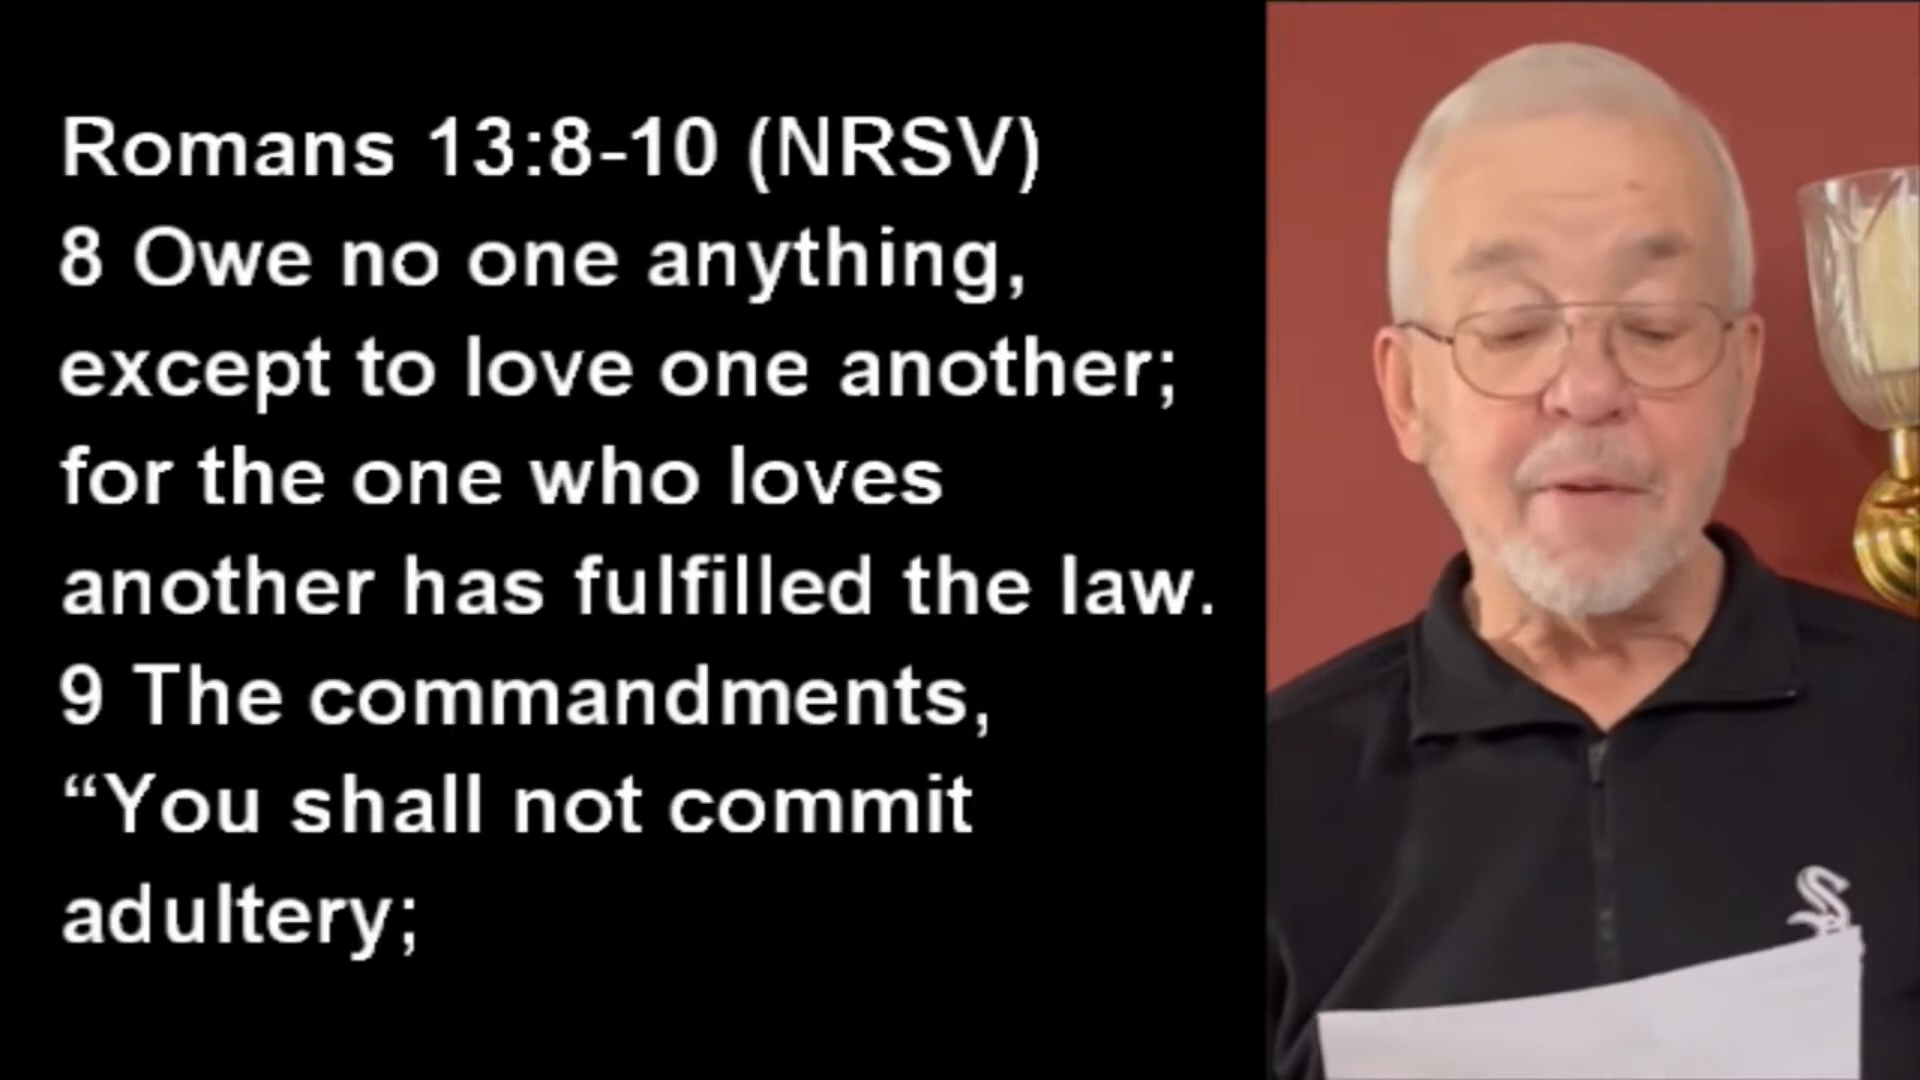 Romans 13:8-10 (NRSV)
8 Owe no one anything,
except to love one another;
for the one who loves
another has fulfilled the law.
9 The commandments,
“You shall not commit
adultery;